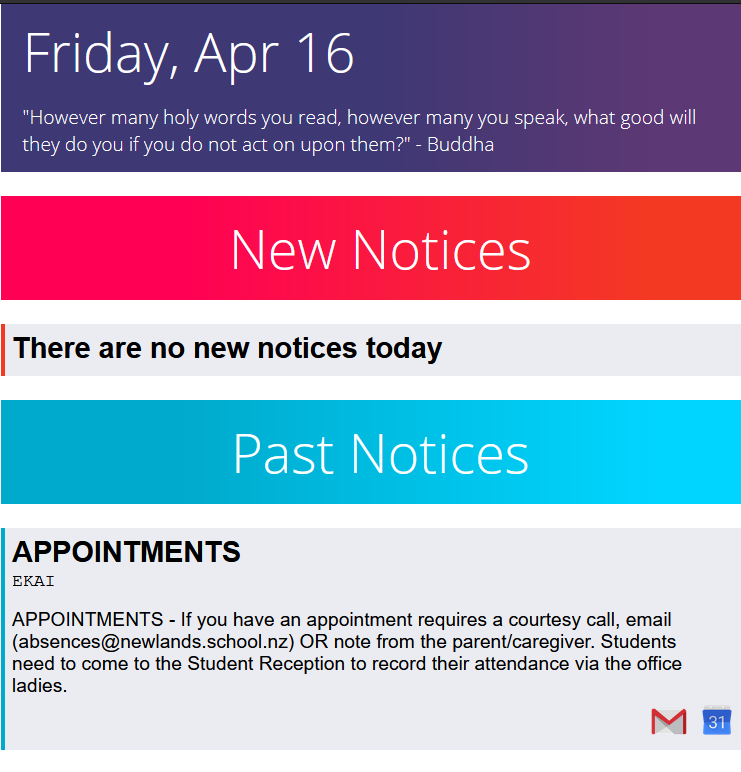 Friday, Apr 16
"However many holy words you read, however many you speak, what good will
they do you if you do not act on upon them?" - Buddha
New Notices
There are no new notices today
Past Notices
APPOINTMENTS
EKAI
APPOINTMENTS - If you have an appointment requires a courtesy call, email
(absences@newlands.school.nz) OR note from the parent/caregiver. Students
need to come to the Student Reception to record their attendance via the office
ladies.
31